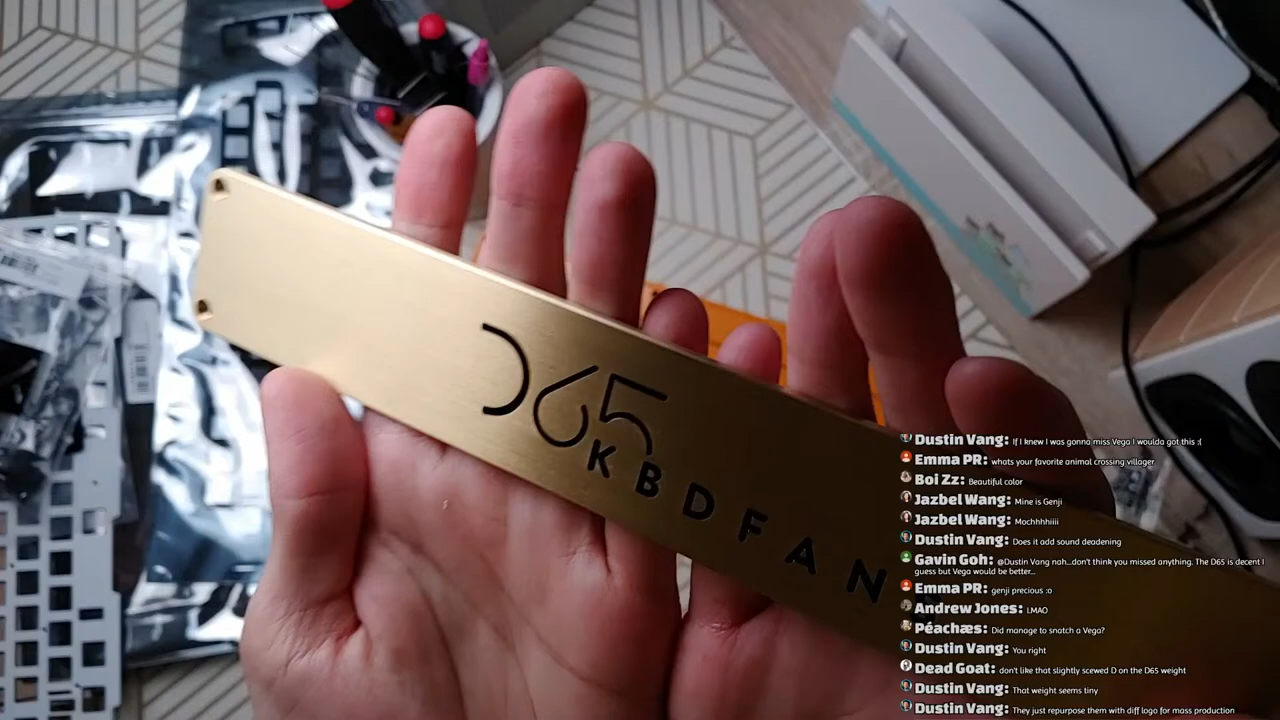 D65
KBDFAN
Dustin Vang: If I knew I was gonna miss Vega I woulda got this :(
Emma PR: whats your favorite animal crossing villager
Boi Zz: Beautiful color
Jazbel Wang: Mine is Genji
Jazbel Wang: Mochhhhiiii
Dustin Vang: Does it add sound deadening
Gavin Goh: @Dustin Vang nah...don't think you missed anything. The D65 is decent I
guess but Vega would be better...
Emma PR: genji precious :o
Andrew Jones: LMAO
Péachæs: Did manage to snatch a Vega?
Dustin Vang: You right
Dead Goat: don't like that slightly scewed D on the D65 weight
Dustin Vang: That weight seems tiny
Dustin Vang: They just repurpose them with diff logo for mass production